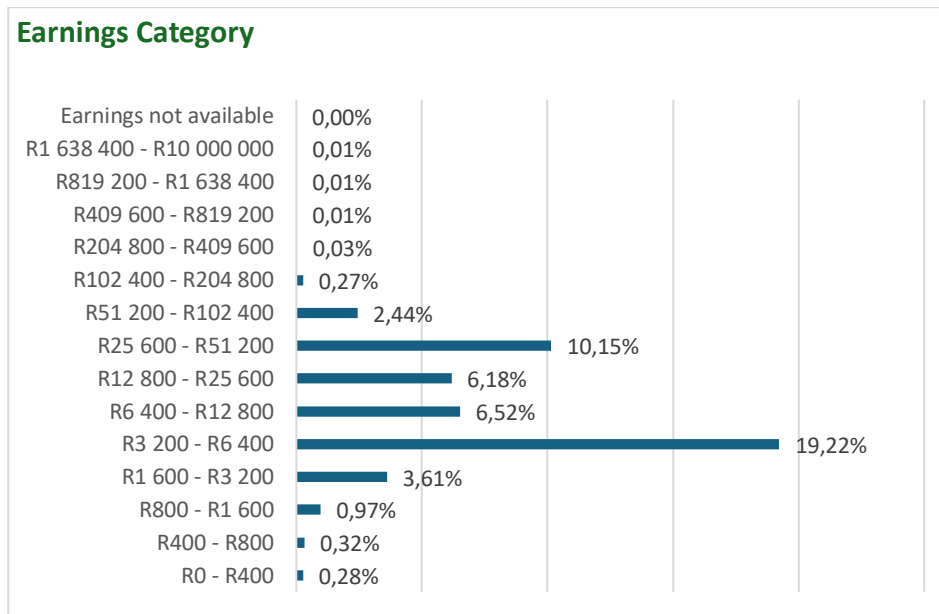 Earnings Category
Earnings not available 0,00%
R1 638 400 - R10 000 000 0,01%
R819 200 - R1 638 400 0,01%
R409 600 - R819 200 0,01%
R204 800 - R409 600 0,03%
R102 400 - R204 800 0,27%
R51 200 - R102 400 2,44%
R25 600 - R51 200 10,15%
R12 800 - R25 600 6,18%
R6 400 - R12 800 6,52%
R3 200 - R6 400 19,22%
R1 600 - R3 200 3,61%
R800 - R1 600 0,97%
R400 - R800 0,32%
R0 - R400 0,28%